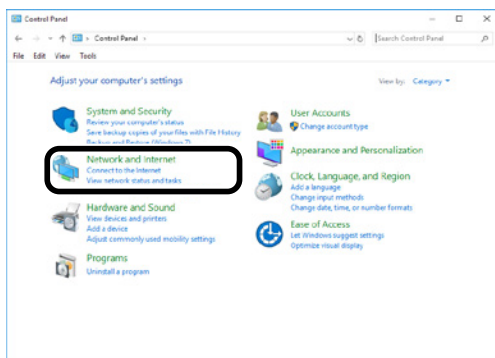 Control Panel
Control Panel
Search Control Panel
File Edit View Tools
Adjust your computer's settings
View by: Category
System and Security
Review your computer's status
Save backup copies of your files with File History
Backup and Restore (Windows 7)
Network and Internet
Connect to the Internet
View network status and tasks
Hardware and Sound
View devices and printers
Add a device
Adjust commonly used mobility settings
Programs
Uninstall a program
User Accounts
Change account type
Appearance and Personalization
Clock, Language, and Region
Add a language
Change input methods
Change date, time, or number formats
Ease of Access
Let Windows suggest settings
Optimize visual display